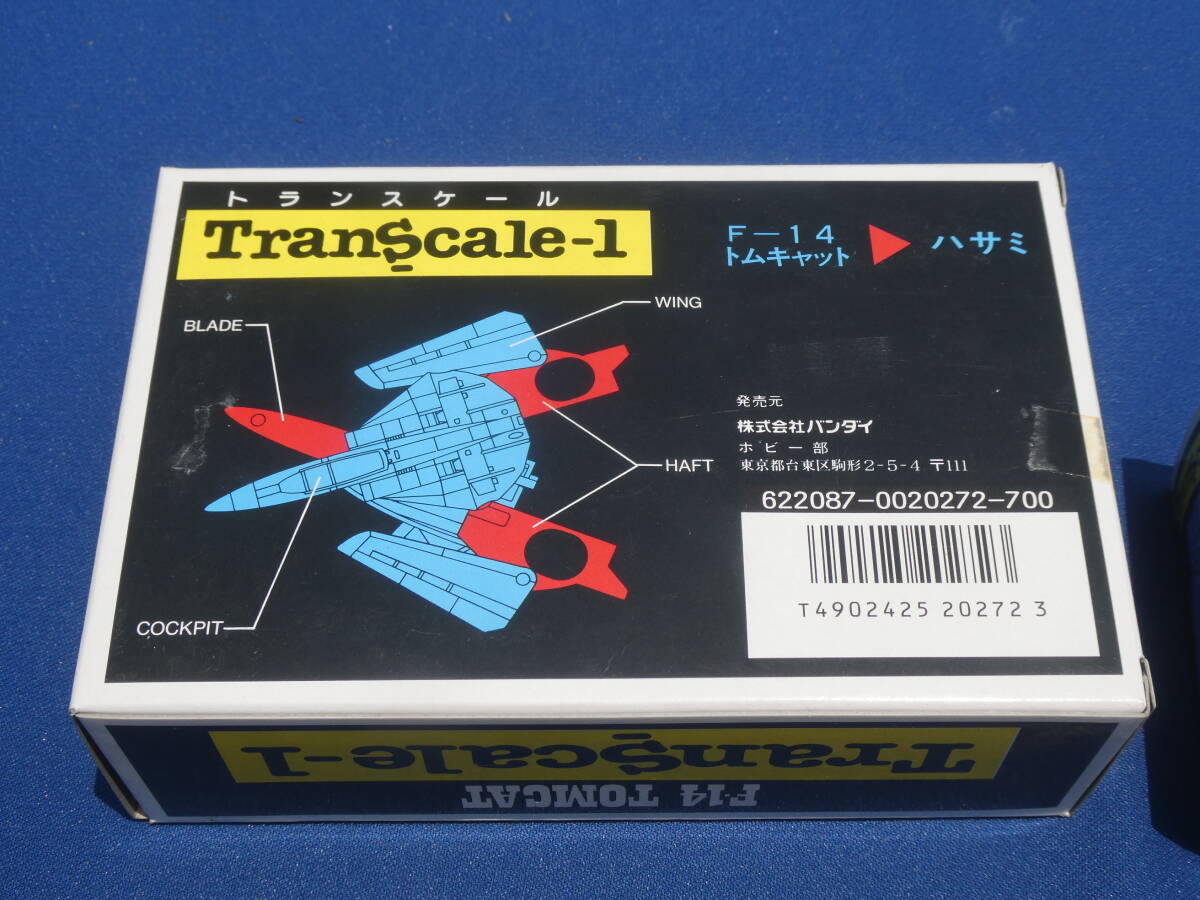 トランスケール
TranScale-1
F-14
トムキャット
ハサミ
WING
BLADE
HAFT
COCKPIT
発売元
株式会社バンダイ
ホビー部
東京都台東区駒形2-5-4 〒111
622087-0020272-700
T4902425 20272 3
TranScale-1
F-14 TOMCAT